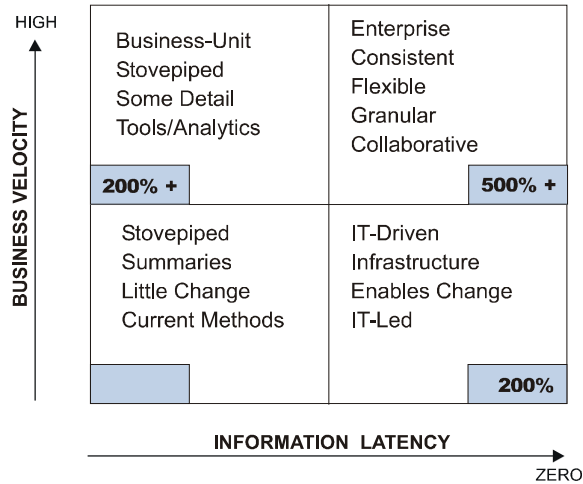 HIGH
BUSINESS VELOCITY
Business-Unit
Stovepiped
Some Detail
Tools/Analytics
200% +
Enterprise
Consistent
Flexible
Granular
Collaborative
500% +
Stovepiped
Summaries
Little Change
Current Methods
IT-Driven
Infrastructure
Enables Change
IT-Led
200%
INFORMATION LATENCY
ZERO